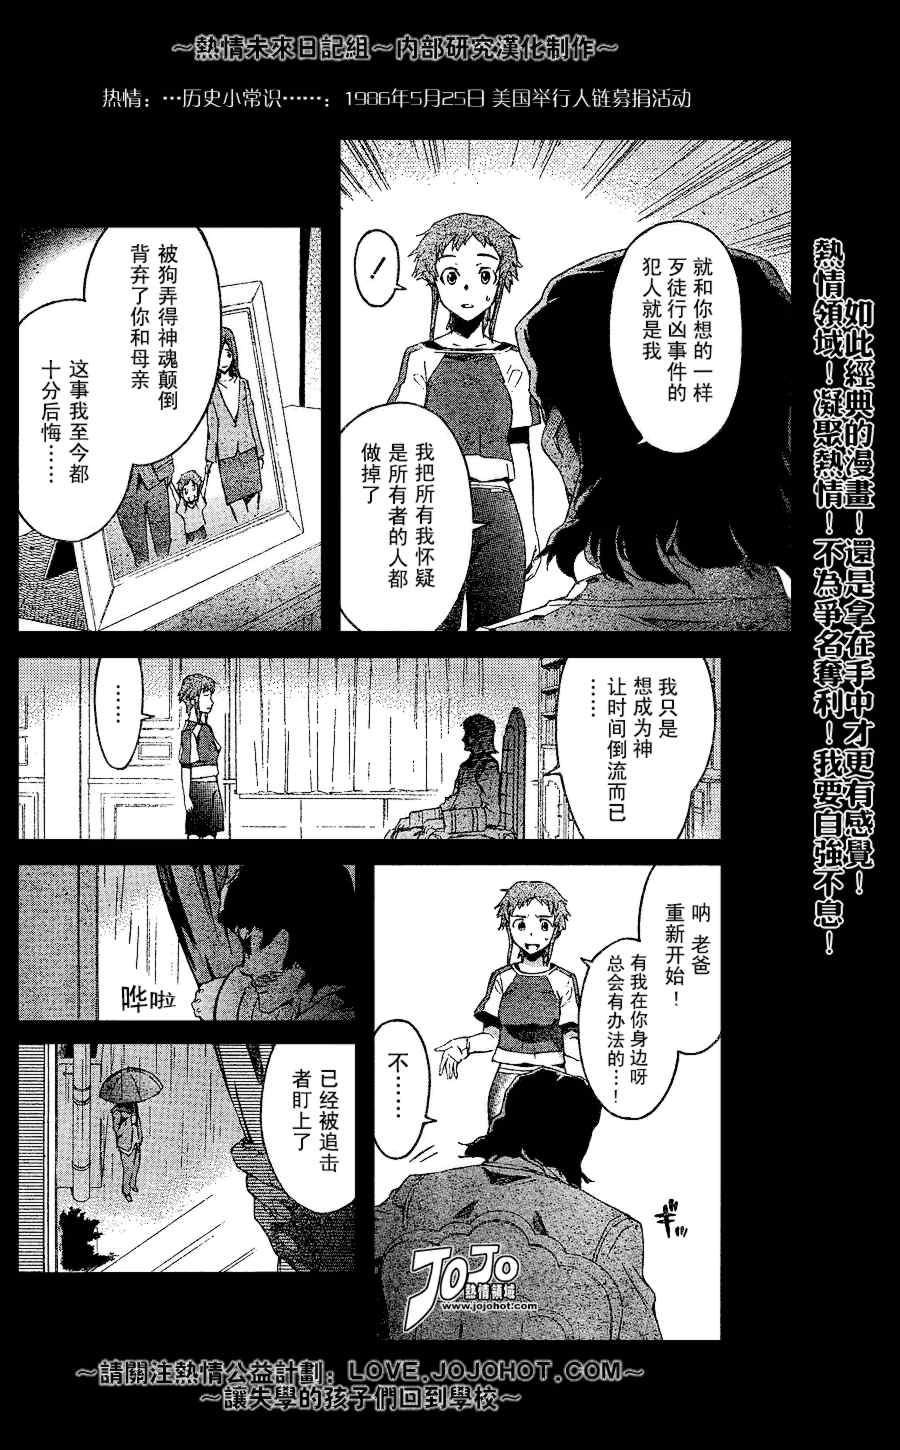 ～熱情未來日記組～内部研究漢化制作～
热情：…历史小常识……：1986年5月25日 美国举行人链募捐活动
如此經典的漫畫！還是拿在手中才更有感覺！
熱情領域！凝聚熱情！不為爭名奪利！我要自強不息！
就和你想的一样
歹徒行凶事件的
犯人就是我
！
我把所有我怀疑
是所有者的人都
做掉了
被狗弄得神魂颠倒
背弃了你和母亲
这事我至今都
十分后悔……
我只是
想成为神
让时间倒流而已
……
……
呐 老爸
重新开始！
有我在你身边呀
总会有办法的…！
不……
ギ
哗啦
已经被追击
者盯上了
JOJO
熱情領域
www.jojohot.com
～請關注熱情公益計劃：LOVE.JOJOHOT.COM～
～讓失學的孩子們回到學校～